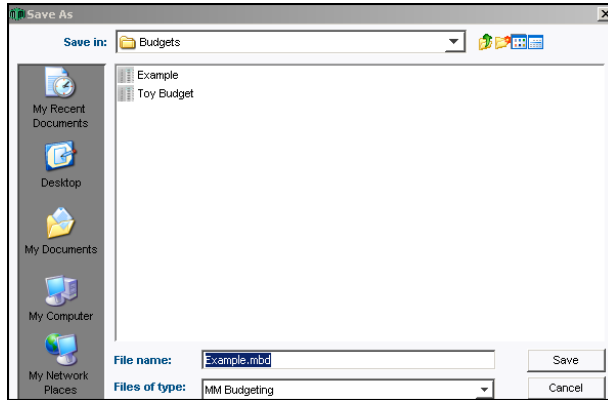 Save As
Save in:
Budgets
Example
Toy Budget
My Recent
Documents
Desktop
My Documents
My Computer
My Network
Places
File name:
Example.mbd
Save
Files of type:
MM Budgeting
Cancel